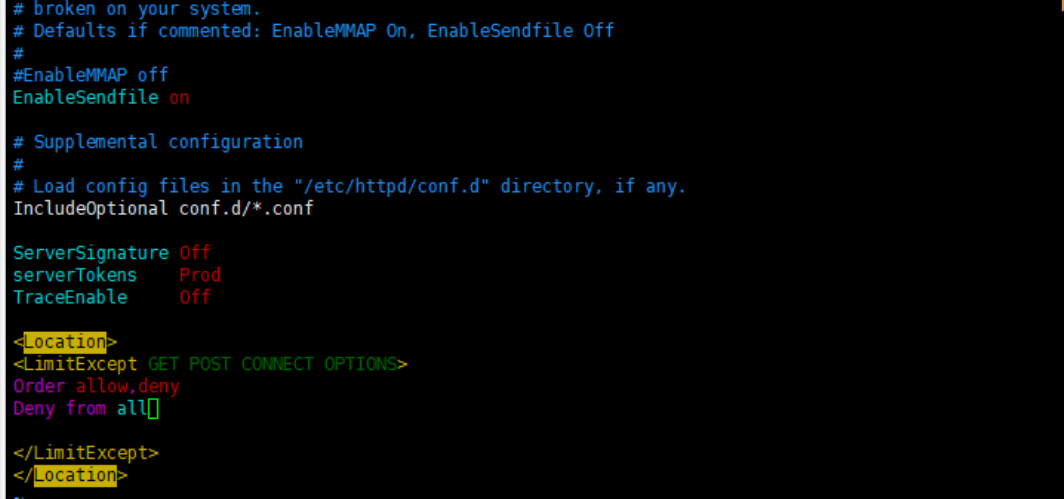 # broken on your system.
# Defaults if commented: EnableMMAP On, EnableSendfile Off
#
#EnableMMAP off
EnableSendfile on
# Supplemental configuration
#
# Load config files in the "/etc/httpd/conf.d" directory, if any.
IncludeOptional conf.d/*.conf
ServerSignature Off
serverTokens Prod
TraceEnable Off
<Location>
<LimitExcept GET POST CONNECT OPTIONS>
Order allow,deny
Deny from all
</LimitExcept>
</Location>